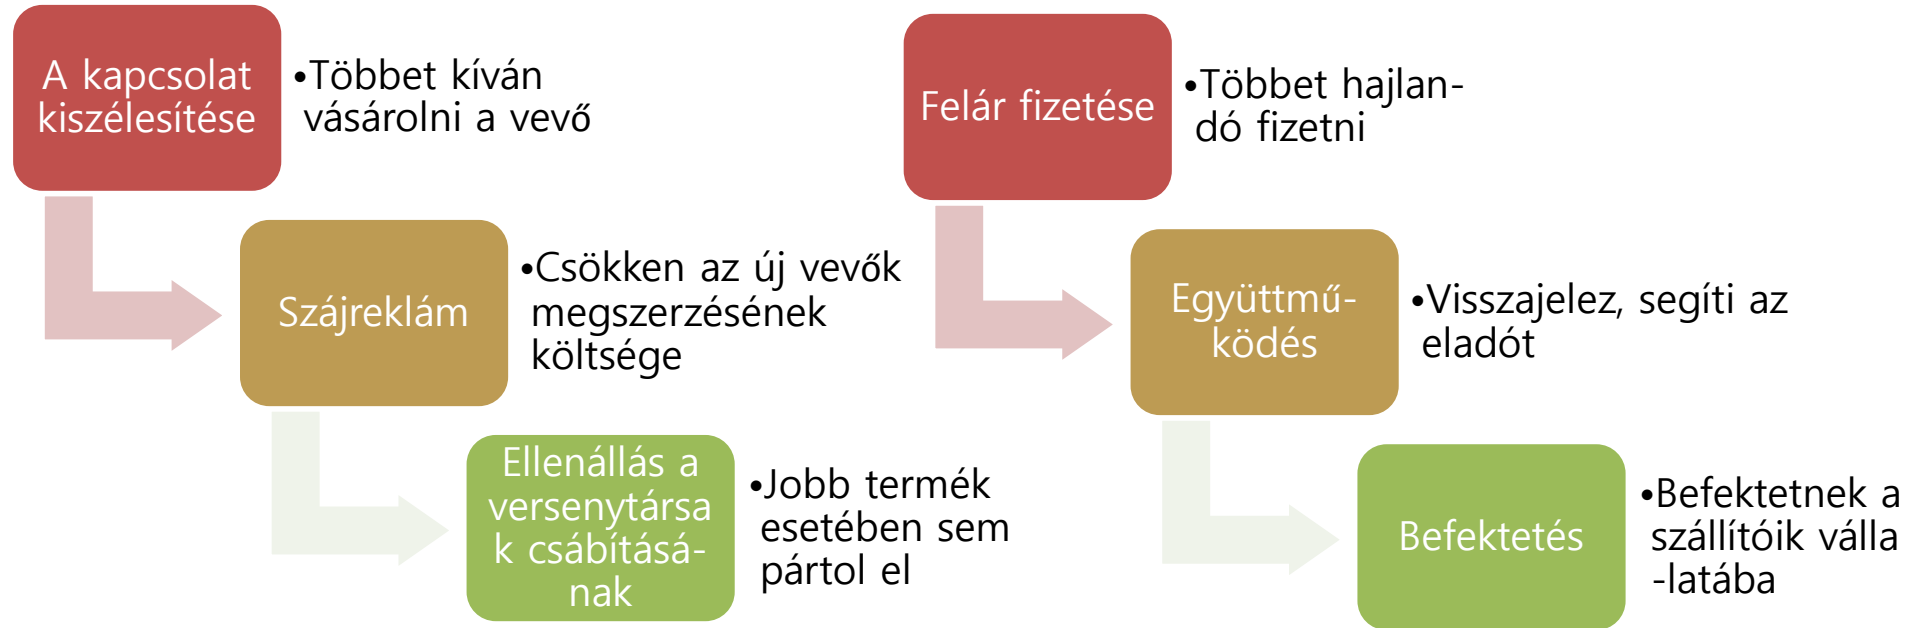 A kapcsolat
kiszélesítése
•Többet kíván
vásárolni a vevő
Szájreklám
•Csökken az új vevők
megszerzésének
költsége
Ellenállás a
versenytársa
k csábításá-
nak
•Jobb termék
esetében sem
pártol el
Felár fizetése
•Többet hajlan-
dó fizetni
Együttmű-
ködés
•Visszajelez, segíti az
eladót
Befektetés
•Befektetnek a
szállítóik válla
-latába